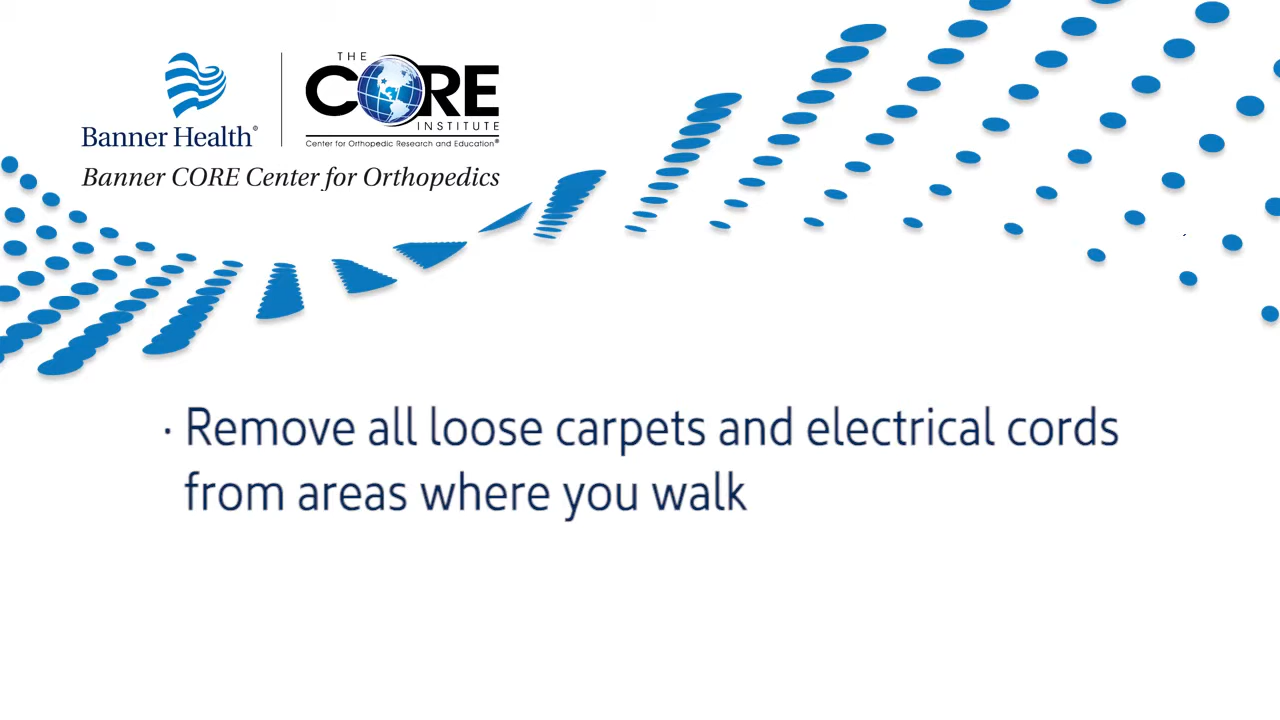 THE
CORE
INSTITUTE
Center for Orthopedic Research and Education®
Banner Health®
Banner CORE Center for Orthopedics
· Remove all loose carpets and electrical cords
from areas where you walk